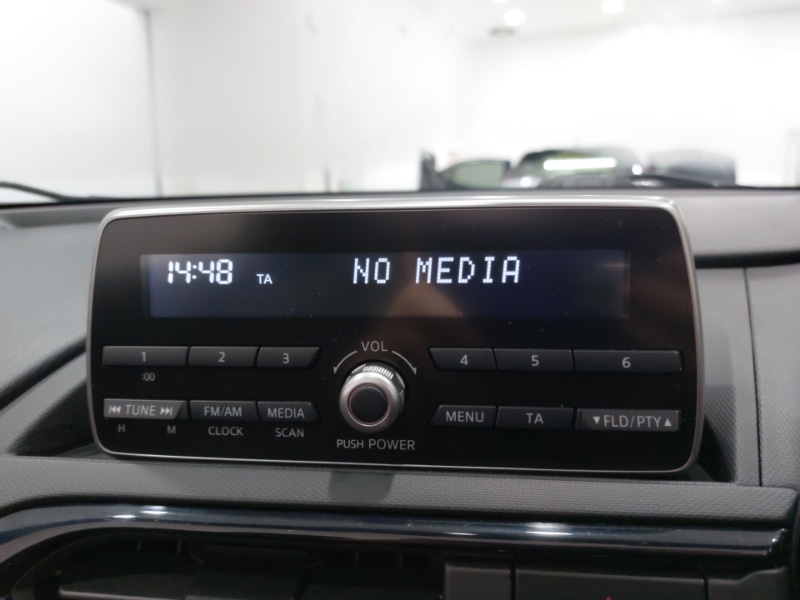 14:48 TA NO MEDIA
VOL
1 2 3 4 5 6
:00
⏮ TUNE ⏭ FM/AM MEDIA MENU TA ▼FLD/PTY▲
H M CLOCK SCAN PUSH POWER